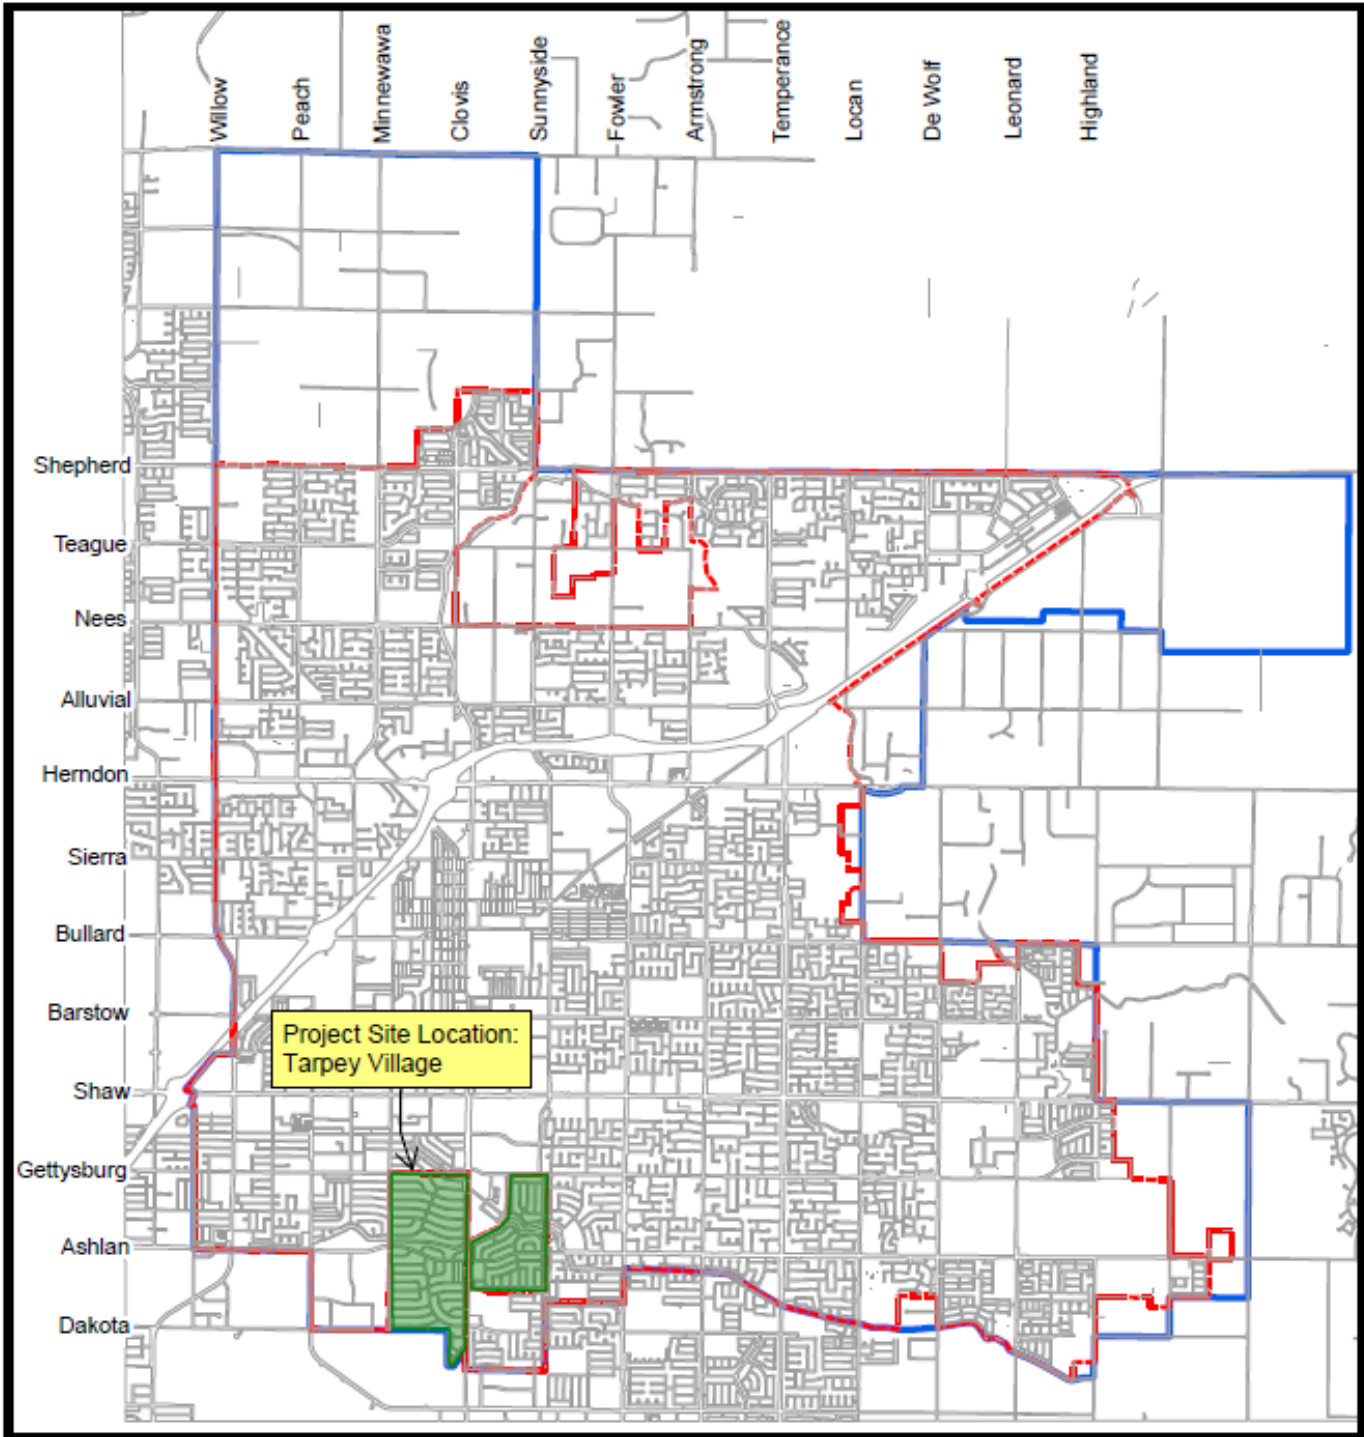 Willow
Peach
Minnewawa
Clovis
Sunnyside
Fowler
Armstrong
Temperance
Locan
De Wolf
Leonard
Highland
Shepherd
Teague
Nees
Alluvial
Herndon
Sierra
Bullard
Barstow
Project Site Location:
Tarpey Village
Shaw
Gettysburg
Ashlan
Dakota